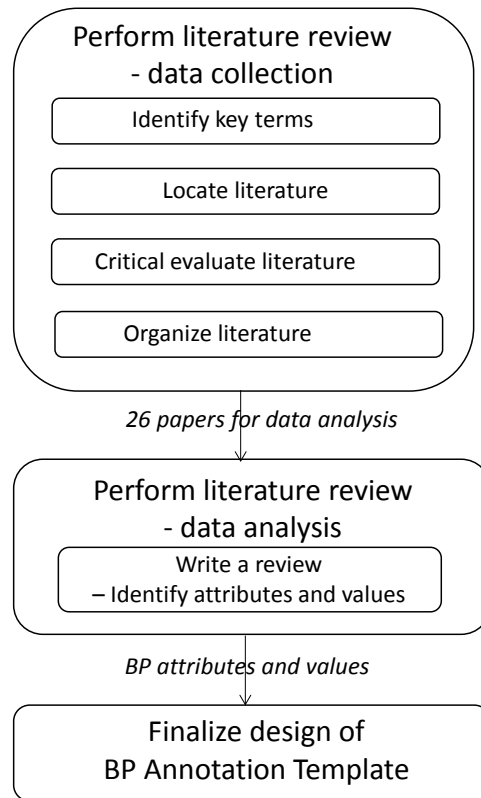 Perform literature review
- data collection
Identify key terms
Locate literature
Critical evaluate literature
Organize literature
26 papers for data analysis
Perform literature review
- data analysis
Write a review
– Identify attributes and values
BP attributes and values
Finalize design of
BP Annotation Template